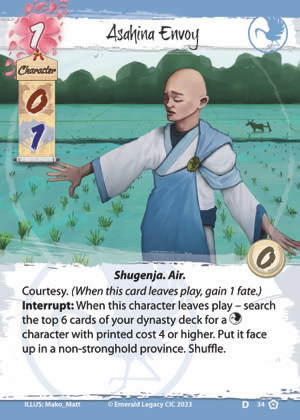 Asahina Envoy
1
Character
0
1
0
Shugenja. Air.
Courtesy. (When this card leaves play, gain 1 fate.)
Interrupt: When this character leaves play – search
the top 6 cards of your dynasty deck for a
character with printed cost 4 or higher. Put it face
up in a non-stronghold province. Shuffle.
ILLUS: Mako_Matt © Emerald Legacy CIC 2023 D 34